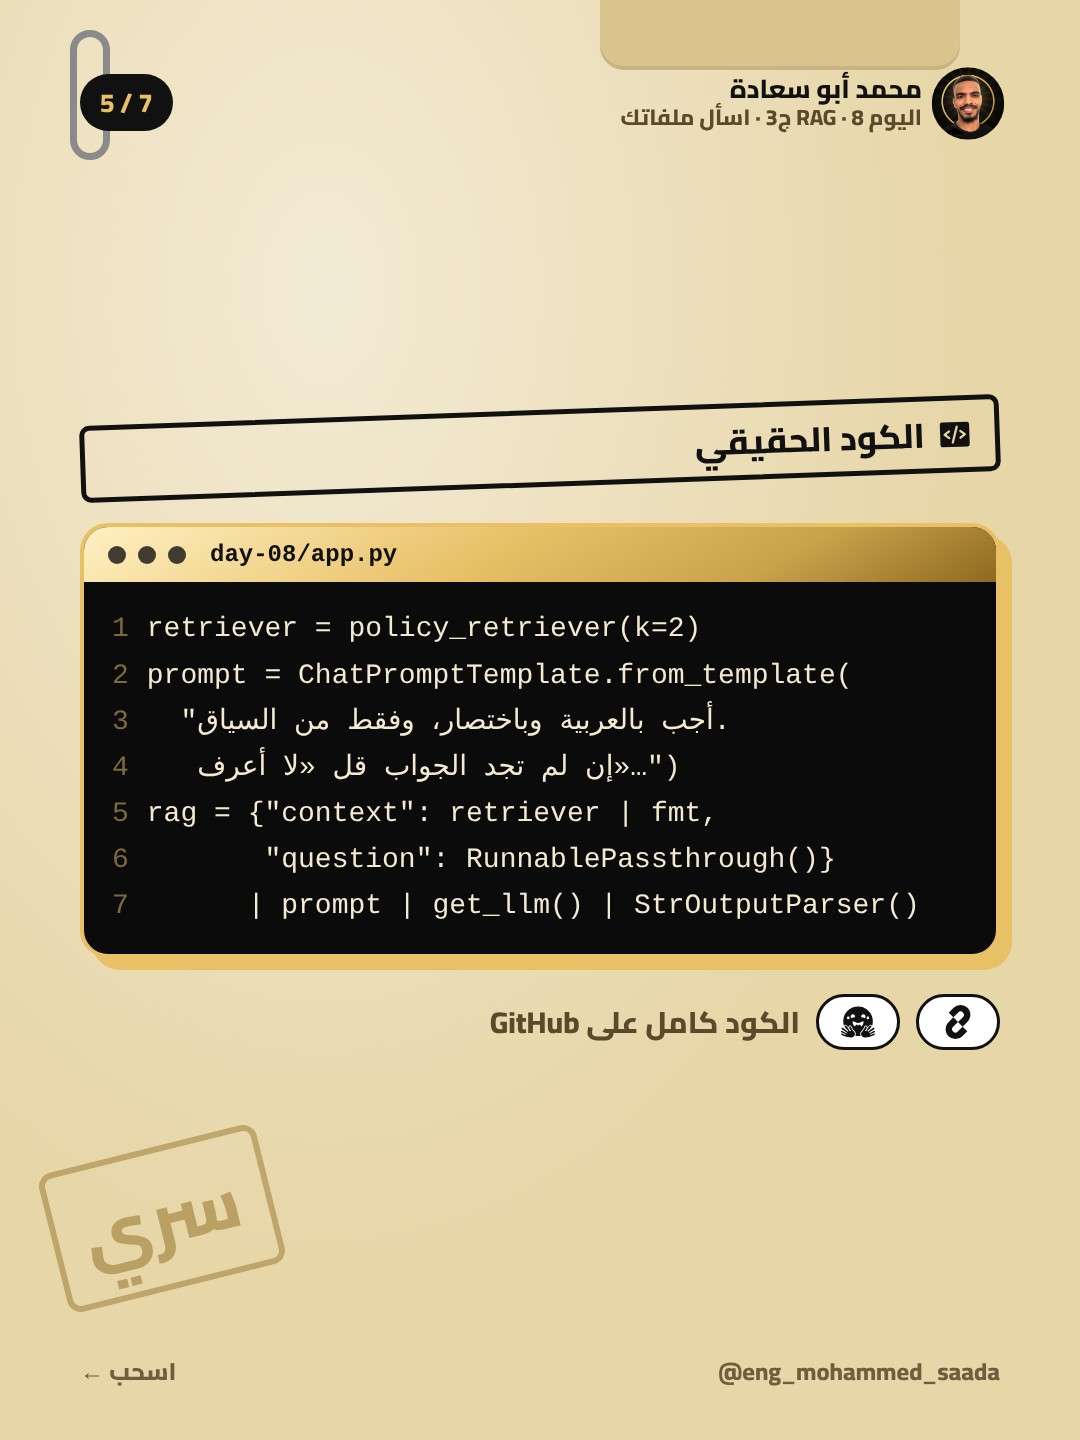 محمد أبو سعادة
اليوم 8 · RAG ج3 · اسأل ملفاتك
5 / 7
الكود الحقيقي
day-08/app.py
1 retriever = policy_retriever(k=2)
2 prompt = ChatPromptTemplate.from_template(
3 "أجب بالعربية وباختصار، وفقط من السياق.
4 إن لم تجد الجواب قل «لا أعرف»…")
5 rag = {"context": retriever | fmt,
6 "question": RunnablePassthrough()}
7 | prompt | get_llm() | StrOutputParser()
الكود كامل على GitHub
سري
@eng_mohammed_saada
اسحب ←